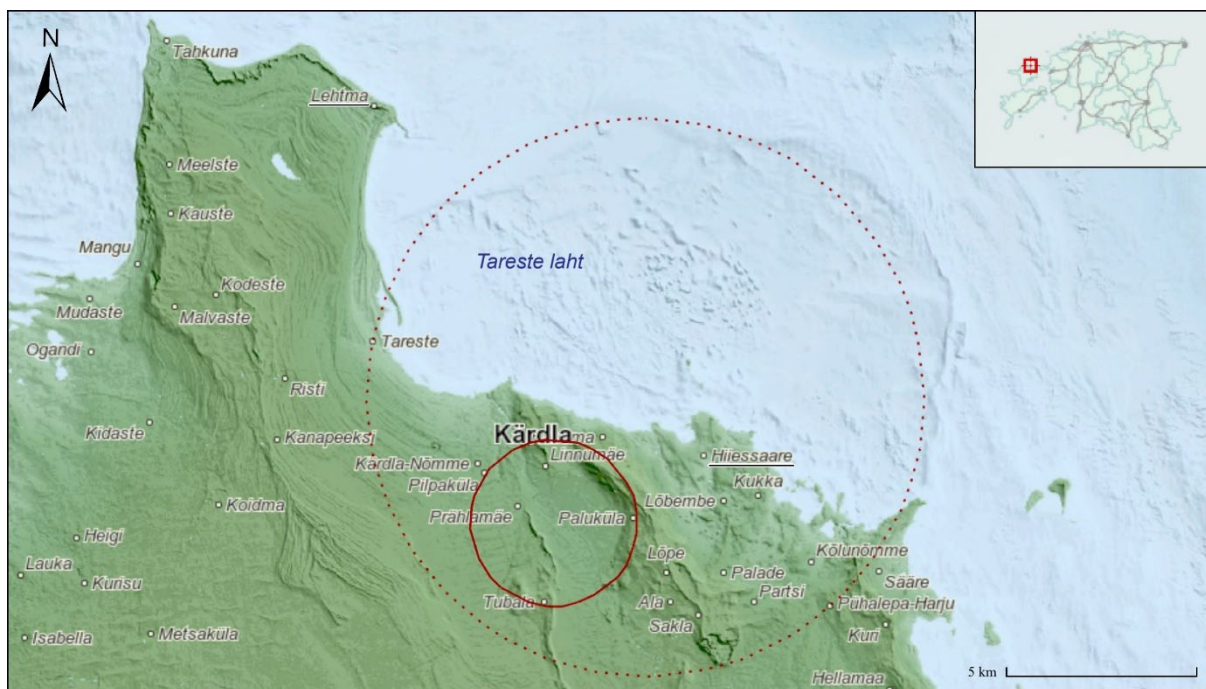 N
Tahkuna
Lehtma
Meelste
Kauste
Mangu
Tareste laht
Kodeste
Mudaste
Malvaste
Ogandi
Tareste
Risti
Kidaste
Kanapeeksi
Kärdla
ma
Linnumäe
Kärdla-Nõmme
Pilpaküla
Hiiessaare
Kukka
Lõbembe
Koidma
Prählamäe
Paluküla
Heigi
Lõpe
Kõlunõmme
Lauka
Kurisu
Palade
Sääre
Tubala
Ala
Partsi
Pühalepa-Harju
Sakla
Isabella
Metsaküla
Kuri
5 km
Hellamaa